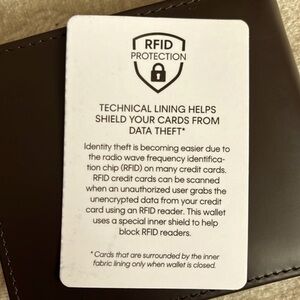 RFID
PROTECTION
TECHNICAL LINING HELPS
SHIELD YOUR CARDS FROM
DATA THEFT*
Identity theft is becoming easier due to
the radio wave frequency identifica-
tion chip (RFID) on many credit cards.
RFID credit cards can be scanned
when an unauthorized user grabs the
unencrypted data from your credit
card using an RFID reader. This wallet
uses a special inner shield to help
block RFID readers.
* Cards that are surrounded by the inner
fabric lining only when wallet is closed.